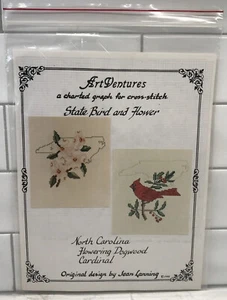 ArtVentures
a charted graph for cross-stitch
State Bird and Flower
North Carolina
Flowering Dogwood
Cardinal
Original design by Jean Lanning